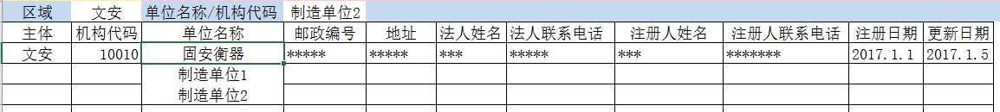 区域 文安 单位名称/机构代码 制造单位2
主体 机构代码 单位名称 邮政编号 地址 法人姓名 法人联系电话 注册人姓名 注册人联系电话 注册日期 更新日期
文安 10010 固安衡器 ***** ***** *** ***** *** ******* 2017.1.1 2017.1.5
制造单位1
制造单位2